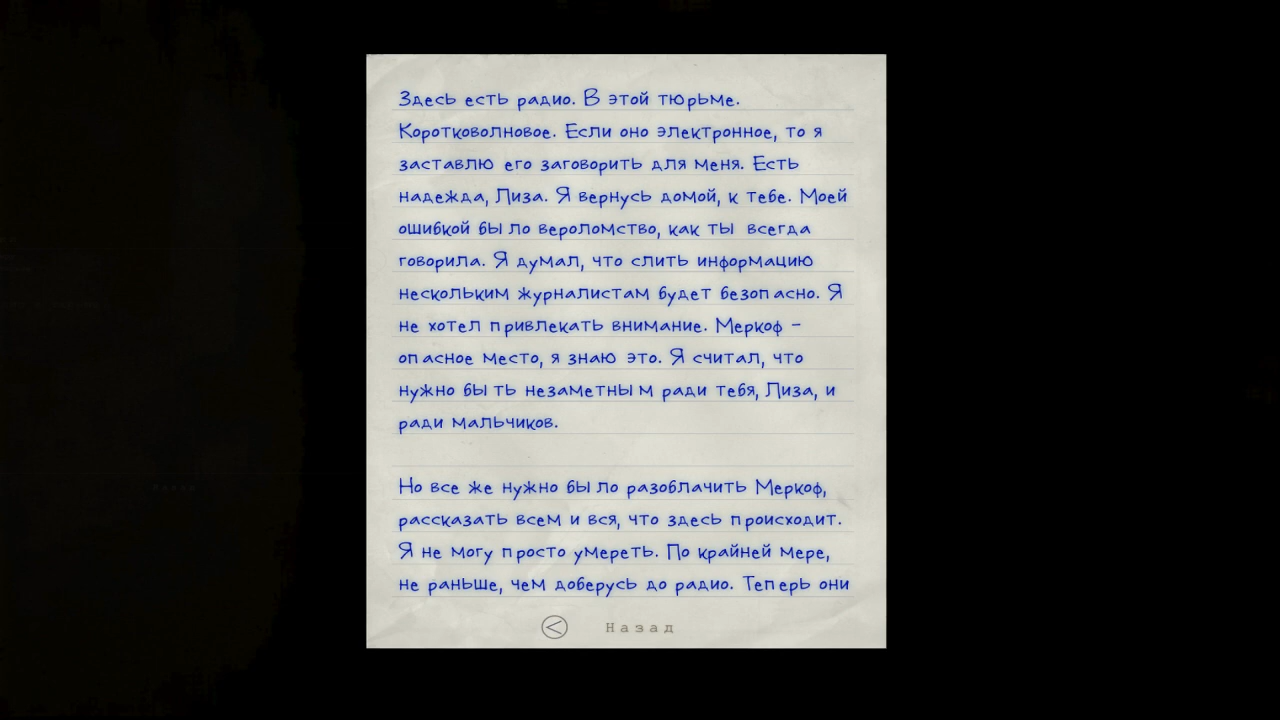 Здесь есть радио. В этой тюрьме.
Коротковолновое. Если оно электронное, то я
заставлю его заговорить для меня. Есть
надежда, Лиза. Я вернусь домой, к тебе. Моей
ошибкой было вероломство, как ты всегда
говорила. Я думал, что слить информацию
нескольким журналистам будет безопасно. Я
не хотел привлекать внимание. Меркоф –
опасное место, я знаю это. Я считал, что
нужно быть незаметным ради тебя, Лиза, и
ради мальчиков.
Но все же нужно было разоблачить Меркоф,
рассказать всем и вся, что здесь происходит.
Я не могу просто умереть. По крайней мере,
не раньше, чем доберусь до радио. Теперь они
< Назад